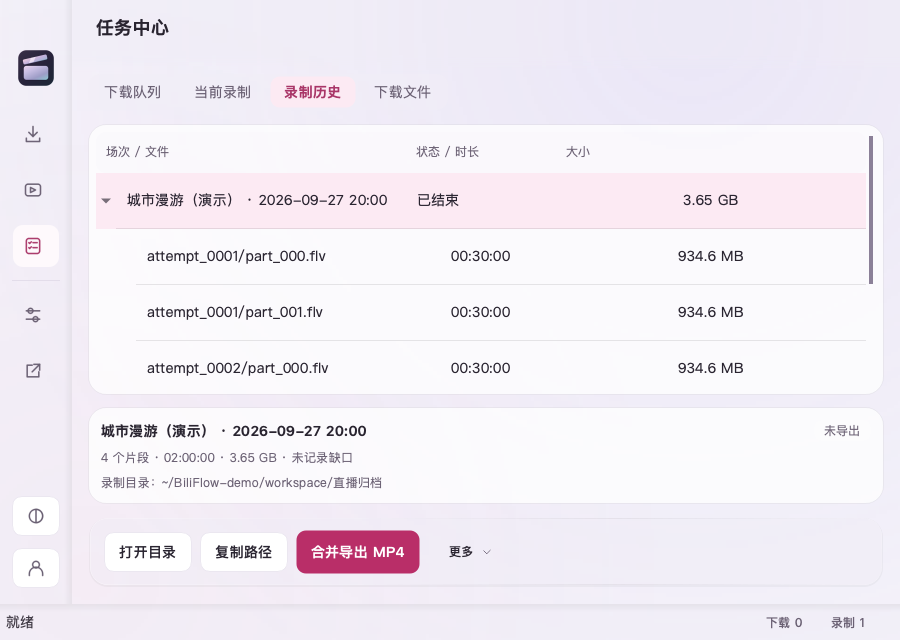 任务中心
下载队列 当前录制 录制历史 下载文件
场次 / 文件 状态 / 时长 大小
城市漫游（演示） · 2026-09-27 20:00 已结束 3.65 GB
attempt_0001/part_000.flv 00:30:00 934.6 MB
attempt_0001/part_001.flv 00:30:00 934.6 MB
attempt_0002/part_000.flv 00:30:00 934.6 MB
城市漫游（演示） · 2026-09-27 20:00 未导出
4 个片段 · 02:00:00 · 3.65 GB · 未记录缺口
录制目录：~/BiliFlow-demo/workspace/直播归档
打开目录 复制路径 合并导出 MP4 更多
就绪 下载 0 录制 1